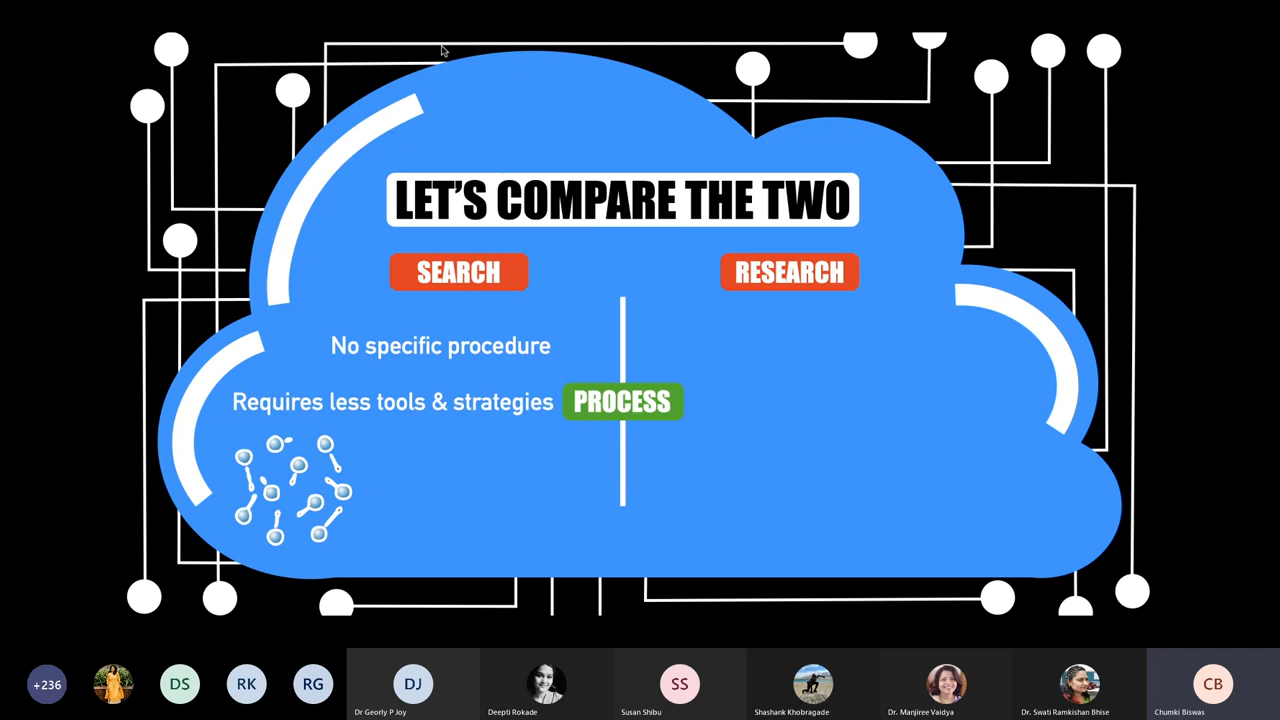 LET'S COMPARE THE TWO
SEARCH
RESEARCH
No specific procedure
Requires less tools & strategies
PROCESS
+236
DS
RK
RG
DJ
SS
CB
Dr Georly P Joy
Deepti Rokade
Susan Shibu
Shashank Khobragade
Dr. Manjiree Vaidya
Dr. Swati Ramkishan Bhise
Chumki Biswas